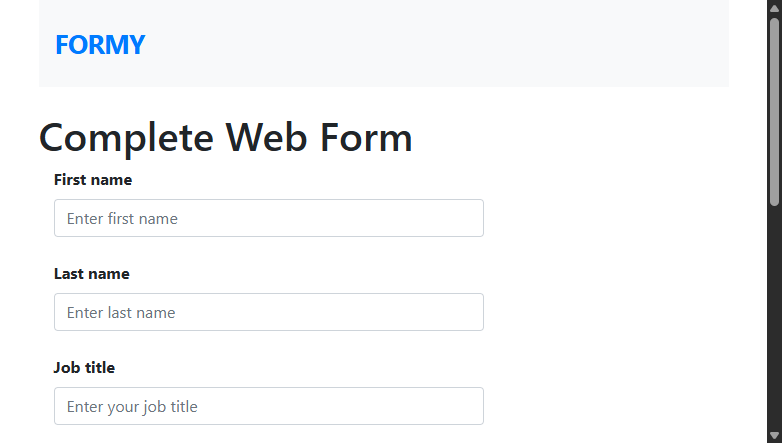 FORMY
Complete Web Form
First name
Enter first name
Last name
Enter last name
Job title
Enter your job title